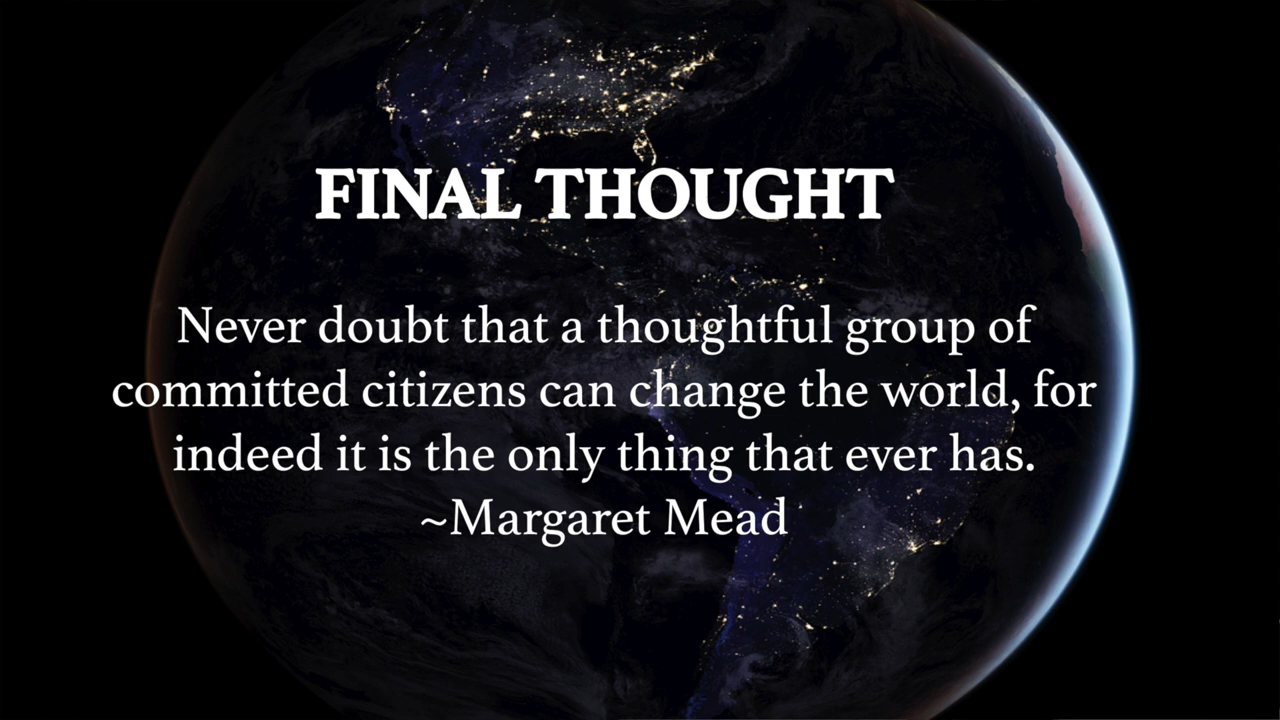 FINAL THOUGHT
Never doubt that a thoughtful group of
committed citizens can change the world, for
indeed it is the only thing that ever has.
~Margaret Mead